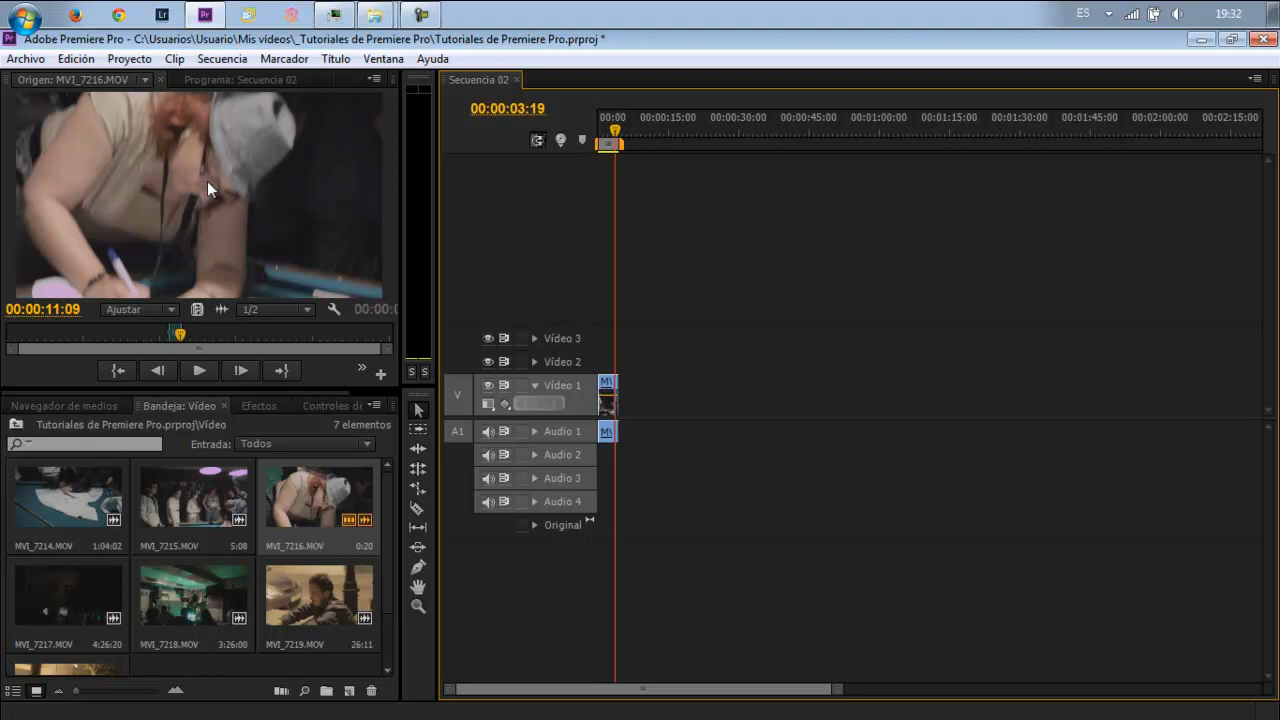 ES 19:32
Adobe Premiere Pro - C:\Usuarios\Usuario\Mis vídeos\_Tutoriales de Premiere Pro\Tutoriales de Premiere Pro.prproj *
Archivo Edición Proyecto Clip Secuencia Marcador Título Ventana Ayuda
Origen: MVI_7216.MOV Programa: Secuencia 02
Secuencia 02
00:00:03:19
00:00 00:00:15:00 00:00:30:00 00:00:45:00 00:01:00:00 00:01:15:00 00:01:30:00 00:01:45:00 00:02:00:00 00:02:15:00
00:00:11:09 Ajustar 1/2 00:00:0
Vídeo 3
Vídeo 2
V Vídeo 1
A1 Audio 1
Audio 2
Audio 3
Audio 4
Original
S S
Navegador de medios Bandeja: Vídeo Efectos Controles de
Tutoriales de Premiere Pro.prproj\Vídeo 7 elementos
Entrada: Todos
MVI_7214.MOV 1:04:02 MVI_7215.MOV 5:08 MVI_7216.MOV 0:20
MVI_7217.MOV 4:26:20 MVI_7218.MOV 3:26:00 MVI_7219.MOV 26:11